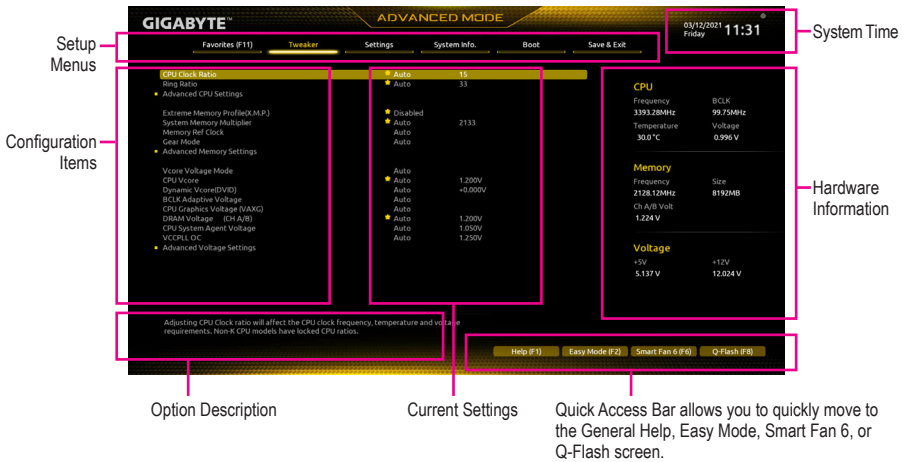 GIGABYTE™
ADVANCED MODE
03/12/2021 Friday 11:31
System Time
Setup Menus
Favorites (F11) Tweaker Settings System Info. Boot Save & Exit
Configuration Items
CPU Clock Ratio Auto 15
Ring Ratio Auto 33
Advanced CPU Settings
Extreme Memory Profile(X.M.P.) Disabled
System Memory Multiplier Auto 2133
Memory Ref Clock Auto
Gear Mode Auto
Advanced Memory Settings
Vcore Voltage Mode Auto
CPU Vcore Auto 1.200V
Dynamic Vcore(DVID) Auto +0.000V
BCLK Adaptive Voltage Auto
CPU Graphics Voltage (VAXG) Auto
DRAM Voltage (CH A/B) Auto 1.200V
CPU System Agent Voltage Auto 1.050V
VCCPLL OC Auto 1.250V
Advanced Voltage Settings
CPU
Frequency BCLK
3393.28MHz 99.75MHz
Temperature Voltage
30.0 °C 0.996 V
Memory
Frequency Size
2128.12MHz 8192MB
Ch A/B Volt
1.224 V
Voltage
+5V +12V
5.137 V 12.024 V
Hardware Information
Adjusting CPU Clock ratio will affect the CPU clock frequency, temperature and voltage
requirements. Non-K CPU models have locked CPU ratios.
Help (F1) Easy Mode (F2) Smart Fan 6 (F6) Q-Flash (F8)
Option Description
Current Settings
Quick Access Bar allows you to quickly move to
the General Help, Easy Mode, Smart Fan 6, or
Q-Flash screen.